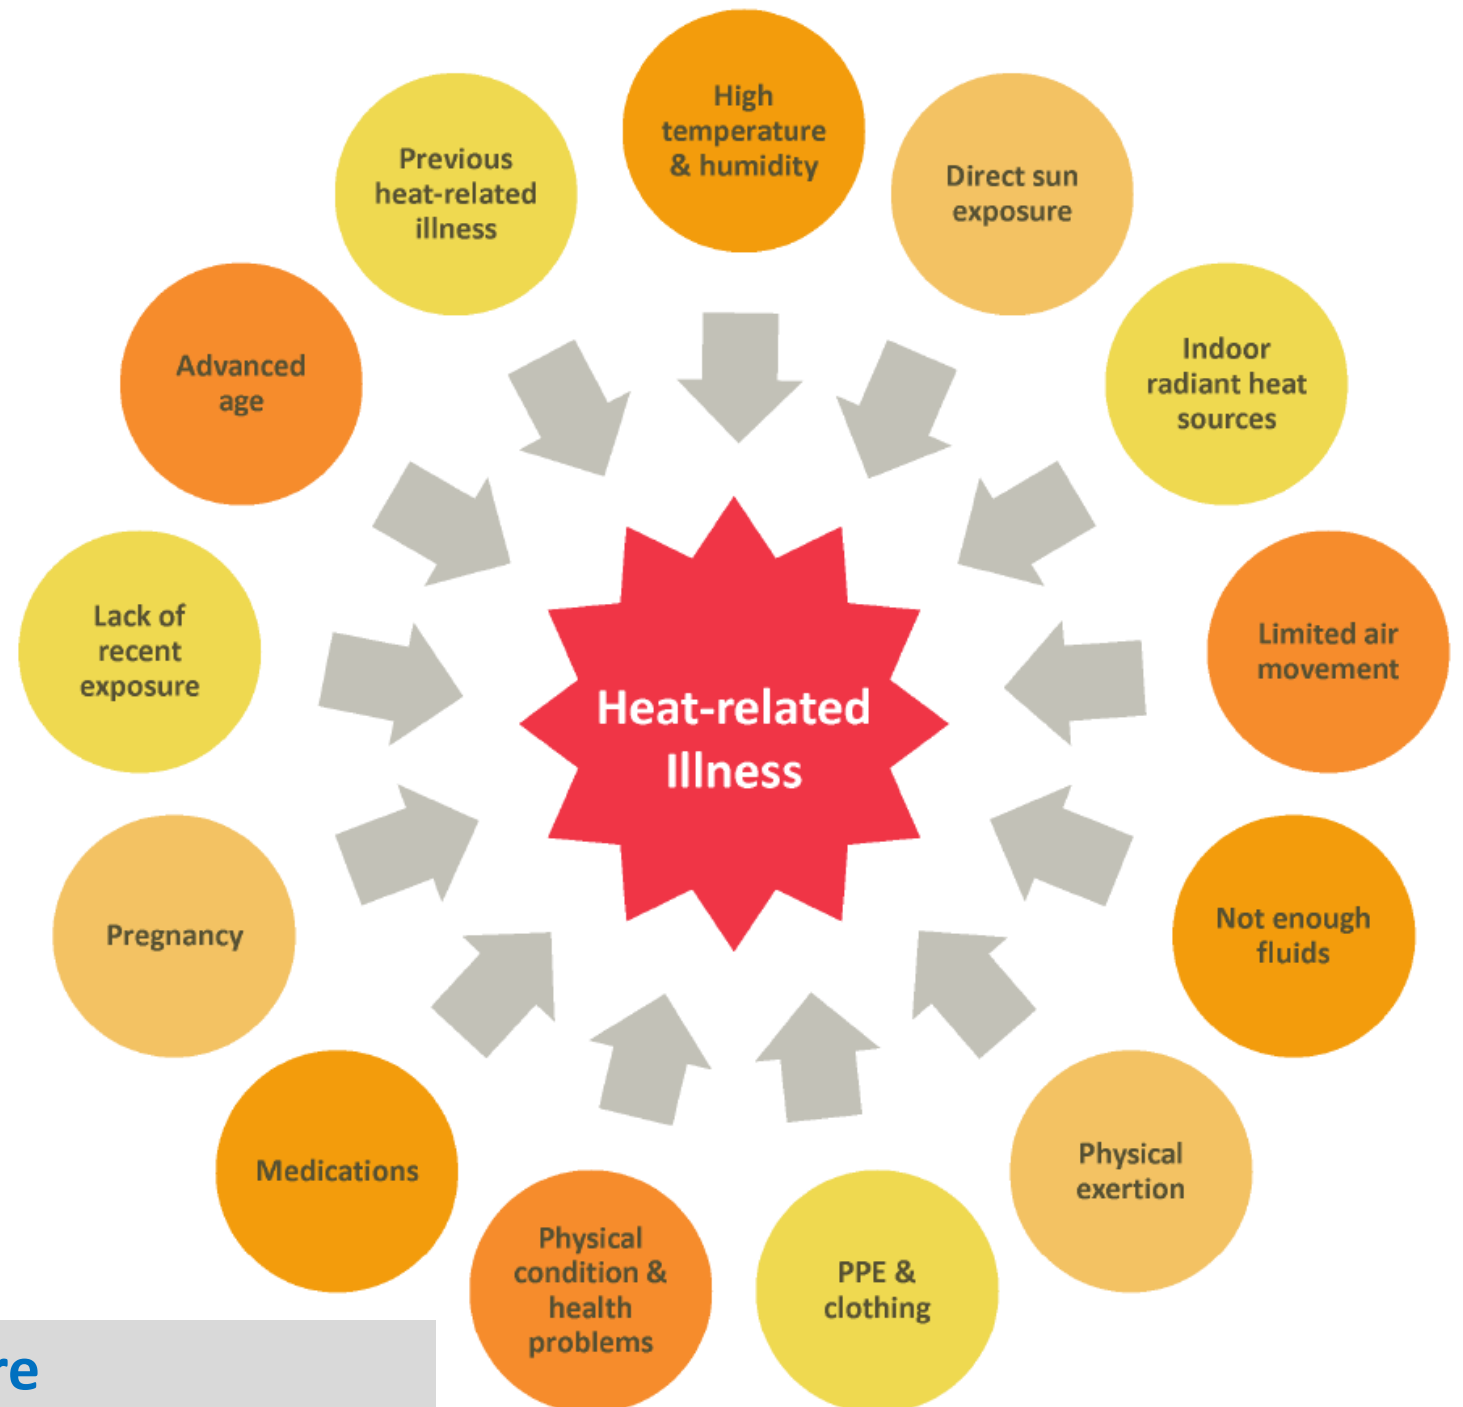 High
temperature
& humidity
Direct sun
exposure
Indoor
radiant heat
sources
Limited air
movement
Not enough
fluids
Physical
exertion
PPE &
clothing
Physical
condition &
health
problems
Medications
Pregnancy
Lack of
recent
exposure
Advanced
age
Previous
heat-related
illness
Heat-related
Illness
re